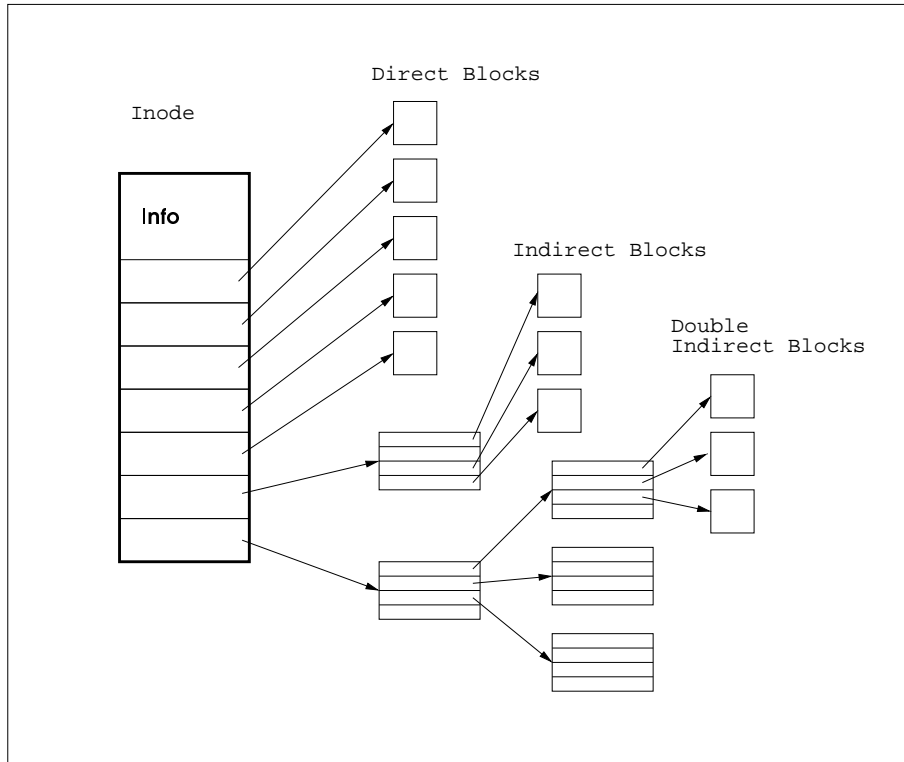 Direct Blocks
Inode
Info
Indirect Blocks
Double
Indirect Blocks